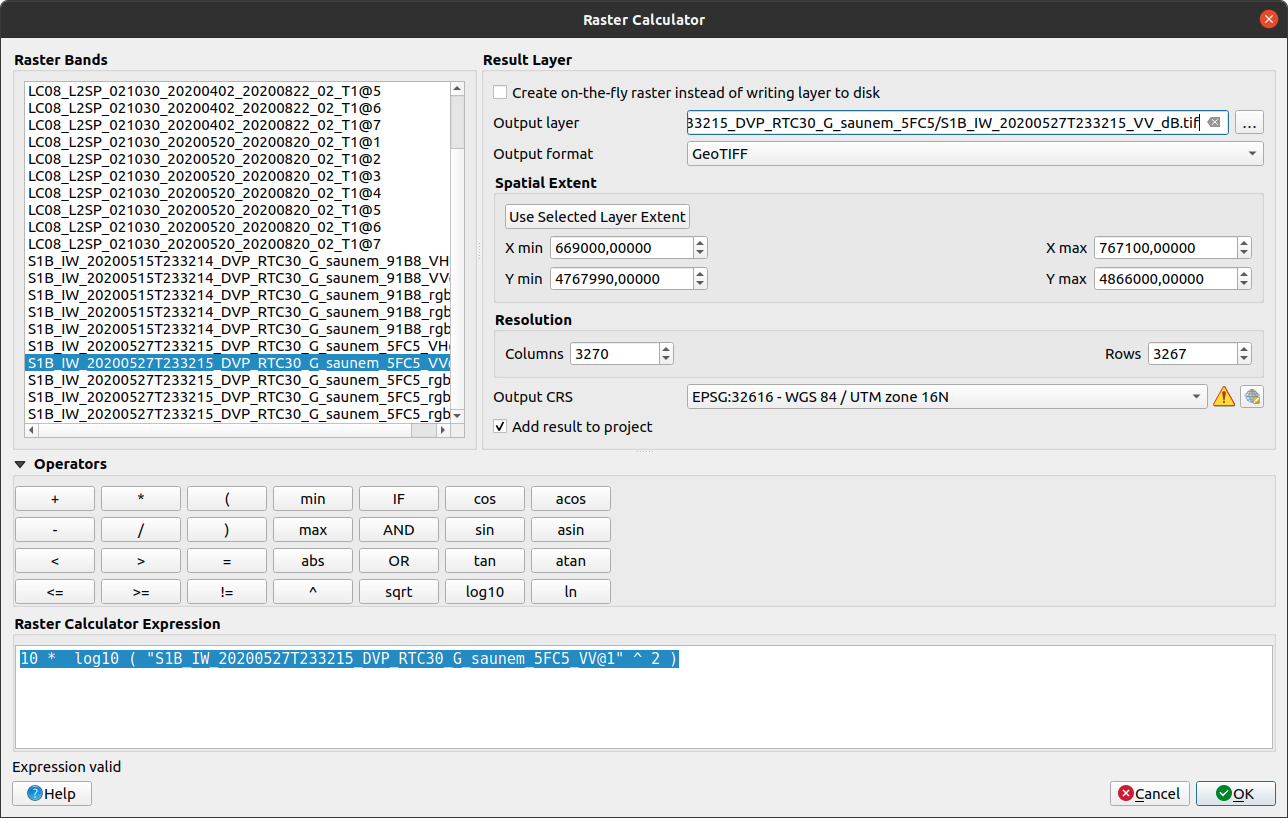 Raster Calculator
Raster Bands
LC08_L2SP_021030_20200402_20200822_02_T1@5
LC08_L2SP_021030_20200402_20200822_02_T1@6
LC08_L2SP_021030_20200402_20200822_02_T1@7
LC08_L2SP_021030_20200520_20200820_02_T1@1
LC08_L2SP_021030_20200520_20200820_02_T1@2
LC08_L2SP_021030_20200520_20200820_02_T1@3
LC08_L2SP_021030_20200520_20200820_02_T1@4
LC08_L2SP_021030_20200520_20200820_02_T1@5
LC08_L2SP_021030_20200520_20200820_02_T1@6
LC08_L2SP_021030_20200520_20200820_02_T1@7
S1B_IW_20200515T233214_DVP_RTC30_G_saunem_91B8_VH
S1B_IW_20200515T233214_DVP_RTC30_G_saunem_91B8_VV
S1B_IW_20200515T233214_DVP_RTC30_G_saunem_91B8_rgb
S1B_IW_20200515T233214_DVP_RTC30_G_saunem_91B8_rgb
S1B_IW_20200515T233214_DVP_RTC30_G_saunem_91B8_rgb
S1B_IW_20200527T233215_DVP_RTC30_G_saunem_5FC5_VH
S1B_IW_20200527T233215_DVP_RTC30_G_saunem_5FC5_VV
S1B_IW_20200527T233215_DVP_RTC30_G_saunem_5FC5_rgb
S1B_IW_20200527T233215_DVP_RTC30_G_saunem_5FC5_rgb
S1B_IW_20200527T233215_DVP_RTC30_G_saunem_5FC5_rgb
Result Layer
Create on-the-fly raster instead of writing layer to disk
Output layer 33215_DVP_RTC30_G_saunem_5FC5/S1B_IW_20200527T233215_VV_dB.tif ...
Output format GeoTIFF
Spatial Extent
Use Selected Layer Extent
X min 669000,00000 X max 767100,00000
Y min 4767990,00000 Y max 4866000,00000
Resolution
Columns 3270 Rows 3267
Output CRS EPSG:32616 - WGS 84 / UTM zone 16N
Add result to project
Operators
+ * ( min IF cos acos
- / ) max AND sin asin
< > = abs OR tan atan
<= >= != ^ sqrt log10 ln
Raster Calculator Expression
10 *  log10 ( "S1B_IW_20200527T233215_DVP_RTC30_G_saunem_5FC5_VV@1" ^ 2 )
Expression valid
Help Cancel OK